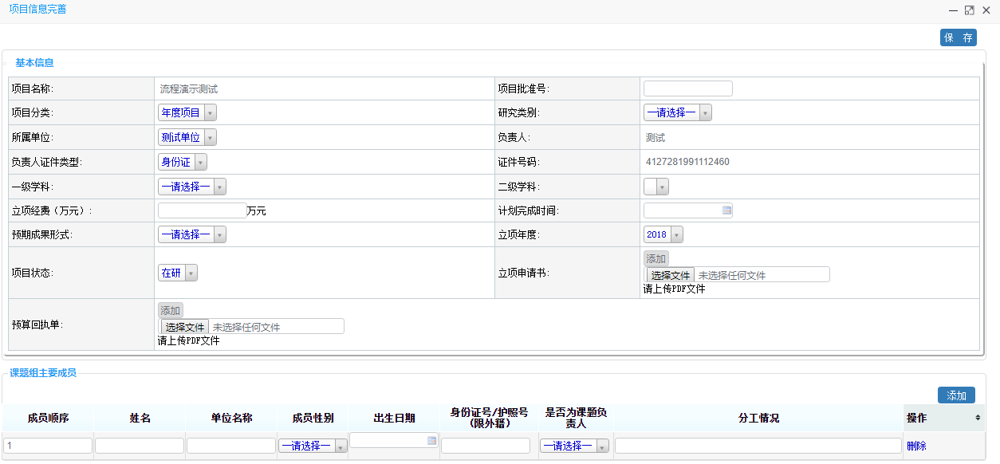 项目信息完善
保 存
基本信息
项目名称: 流程演示测试 项目批准号:
项目分类: 年度项目 研究类别: 一请选择一
所属单位: 测试单位 负责人: 测试
负责人证件类型: 身份证 证件号码: 4127281991112460
一级学科: 一请选择一 二级学科:
立项经费（万元）: 万元 计划完成时间:
预期成果形式: 一请选择一 立项年度: 2018
项目状态: 在研 立项申请书: 添加
选择文件 未选择任何文件
请上传PDF文件
预算回执单: 添加
选择文件 未选择任何文件
请上传PDF文件
课题组主要成员
添加
成员顺序 姓名 单位名称 成员性别 出生日期 身份证号/护照号（限外籍） 是否为课题负责人 分工情况 操作
1 一请选择一 一请选择一 删除